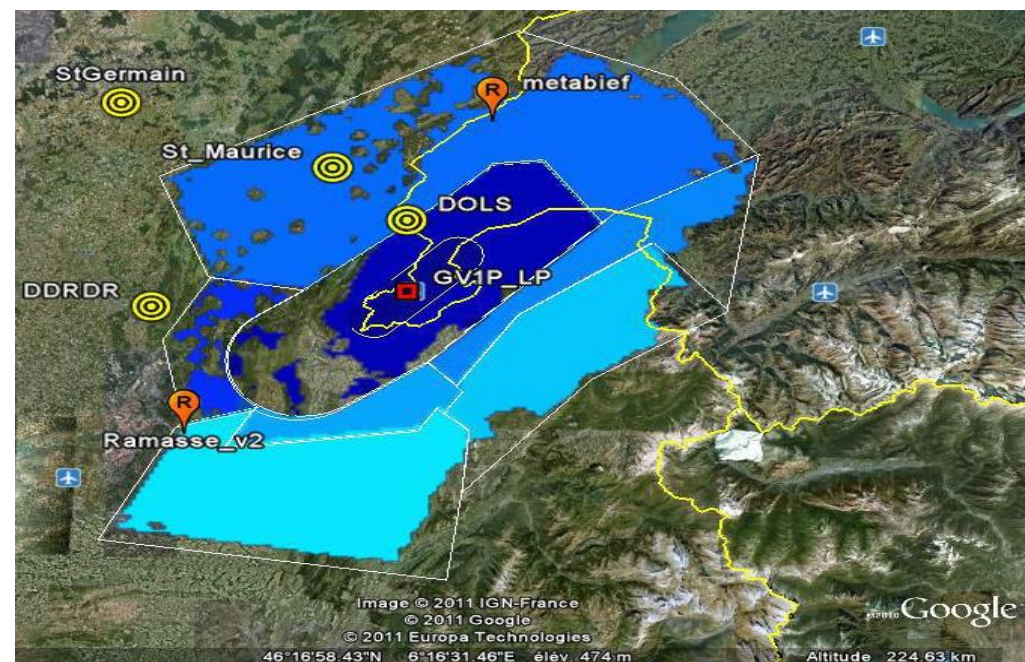 StGermain
R
metabief
St_Maurice
DOLS
GV1P_LP
DDRDR
R
Ramasse_v2
Image © 2011 IGN-France
© 2011 Google
© 2011 Europa Technologies
©2010 Google
46°16'58.43"N 6°16'31.46"E élév. 474 m Altitude 224.63 km